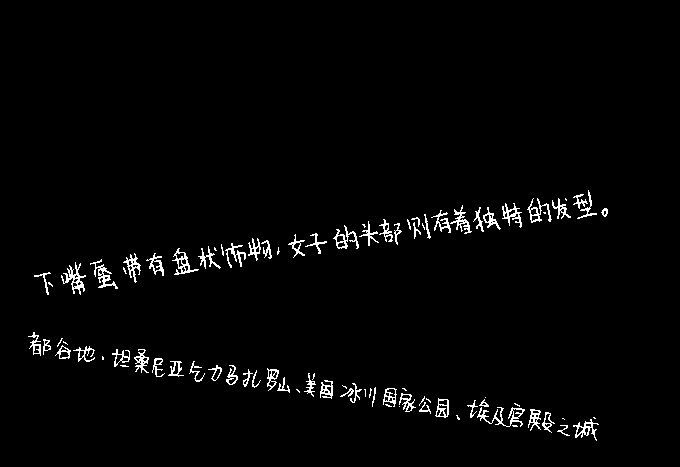 下嘴唇带有盘状饰物，女子的头部则有着独特的发型。
都谷地、坦桑尼亚乞力马扎罗山、美国冰川国家公园、埃及宫殿之城